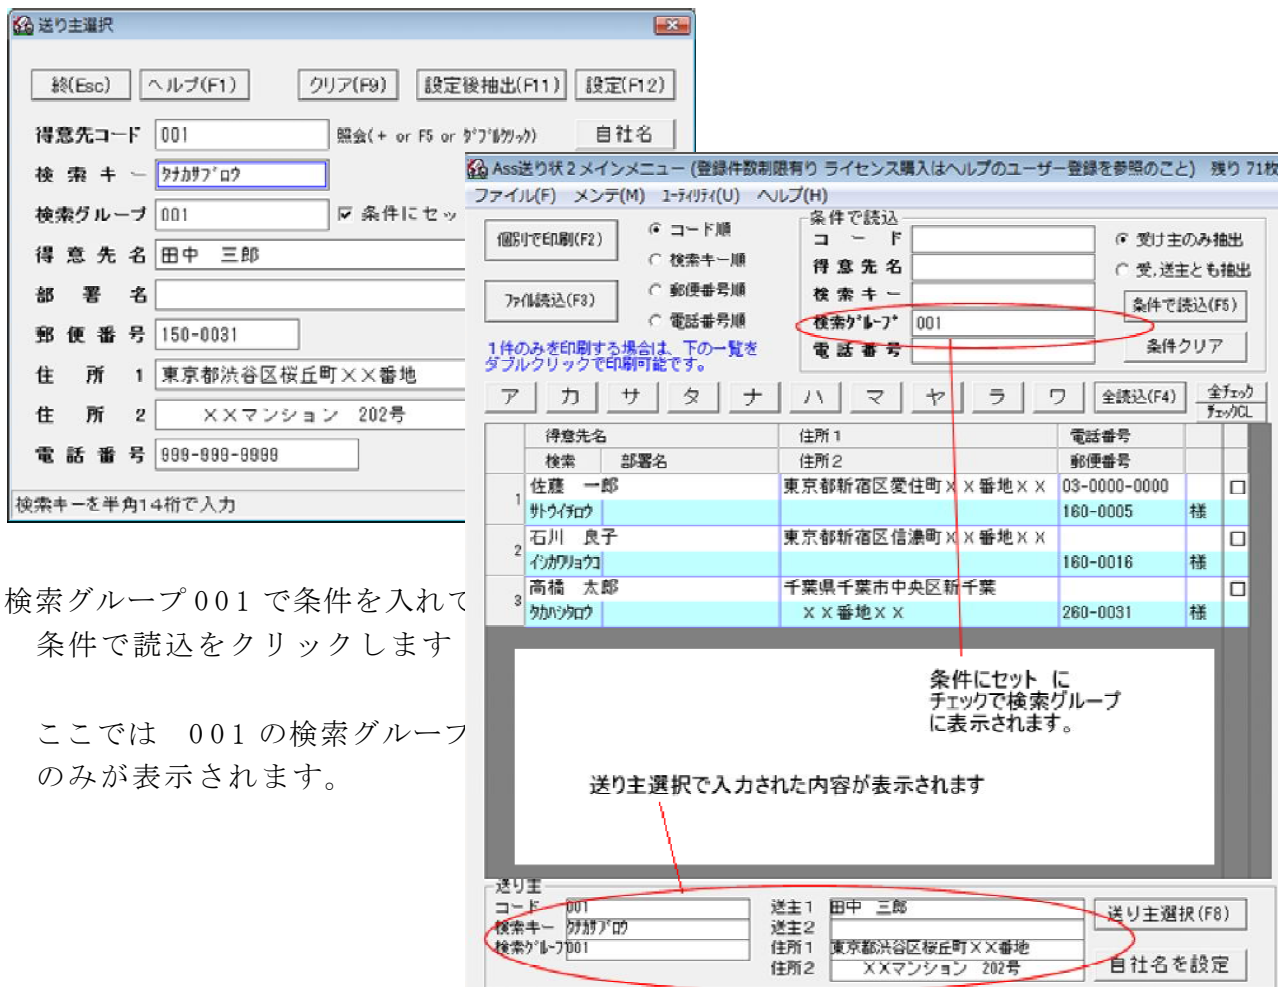 送り主選択
終(Esc) ヘルプ(F1) クリア(F9) 設定後抽出(F11) 設定(F12)
得意先コード 001 照会(+ or F5 or ﾀﾞﾌﾞﾙｸﾘｯｸ) 自社名
検索キー ﾀﾅｶｻﾌﾞﾛｳ
検索グループ 001 条件にセッ
得意先名 田中 三郎
部署名
郵便番号 150-0031
住所1 東京都渋谷区桜丘町××番地
住所2 ××マンション 202号
電話番号 999-999-9999
検索キーを半角14桁で入力
検索グループ001で条件を入れて
条件で読込をクリックします
ここでは 001の検索グループ
のみが表示されます。
Ass送り状2メインメニュー (登録件数制限有り ライセンス購入はヘルプのユーザー登録を参照のこと) 残り 71枚
ファイル(F) メンテ(M) ﾕｰﾃｨﾘﾃｨ(U) ヘルプ(H)
個別で印刷(F2)
ﾌｧｲﾙ読込(F3)
コード順
検索キー順
郵便番号順
電話番号順
1件のみを印刷する場合は、下の一覧を
ダブルクリックで印刷可能です。
条件で読込
コード
得意先名
検索キー
検索ｸﾞﾙｰﾌﾟ 001
電話番号
受け主のみ抽出
受,送主とも抽出
条件で読込(F5)
条件クリア
ア カ サ タ ナ ハ マ ヤ ラ ワ 全読込(F4) 全ﾁｪｯｸ
ﾁｪｯｸCL
得意先名 住所1 電話番号
検索 部署名 住所2 郵便番号
1 佐藤 一郎 東京都新宿区愛住町××番地×× 03-0000-0000
ｻﾄｳｲﾁﾛｳ 160-0005 様
2 石川 良子 東京都新宿区信濃町××番地××
ｲｼｶﾜﾘｮｳｺ 160-0016 様
3 高橋 太郎 千葉県千葉市中央区新千葉
ﾀｶﾊｼﾀﾛｳ ××番地×× 260-0031 様
条件にセット に
チェックで検索グループ
に表示されます。
送り主選択で入力された内容が表示されます
送り主
コード 001 送主1 田中 三郎 送り主選択(F8)
検索キー ﾀﾅｶｻﾌﾞﾛｳ 送主2
検索ｸﾞﾙｰﾌﾟ 001 住所1 東京都渋谷区桜丘町××番地
住所2 ××マンション 202号 自社名を設定